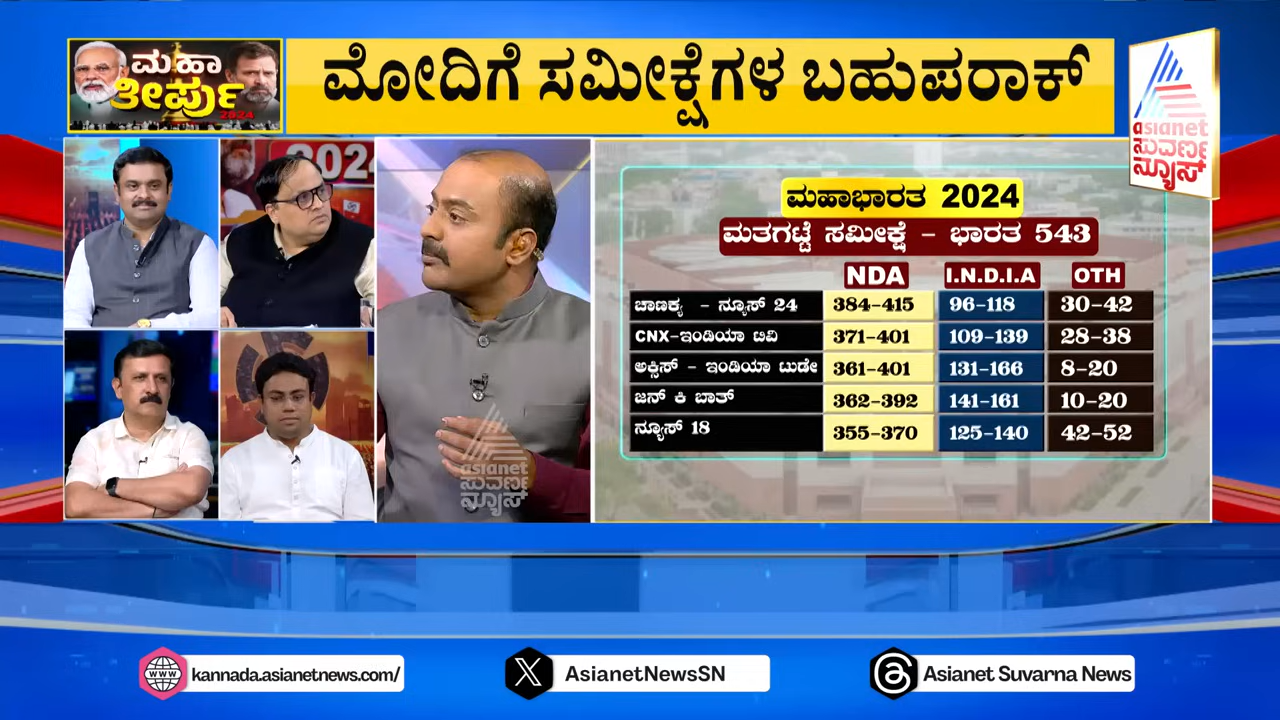 ಮಹಾ
ತೀರ್ಪು
2024
ಮೋದಿಗೆ ಸಮೀಕ್ಷೆಗಳ ಬಹುಪರಾಕ್
asianet
ಸುವರ್ಣ
ನ್ಯೂಸ್
2024
ಮಹಾಭಾರತ 2024
ಮತಗಟ್ಟೆ ಸಮೀಕ್ಷೆ - ಭಾರತ 543
NDA I.N.D.I.A OTH
ಚಾಣಕ್ಯ - ನ್ಯೂಸ್ 24 384-415 96-118 30-42
CNX-ಇಂಡಿಯಾ ಟಿವಿ 371-401 109-139 28-38
ಅಕ್ಸಿಸ್ - ಇಂಡಿಯಾ ಟುಡೇ 361-401 131-166 8-20
ಜನ್ ಕಿ ಬಾತ್ 362-392 141-161 10-20
ನ್ಯೂಸ್ 18 355-370 125-140 42-52
asianet
ಸುವರ್ಣ
ನ್ಯೂಸ್
kannada.asianetnews.com/
AsianetNewsSN
Asianet Suvarna News